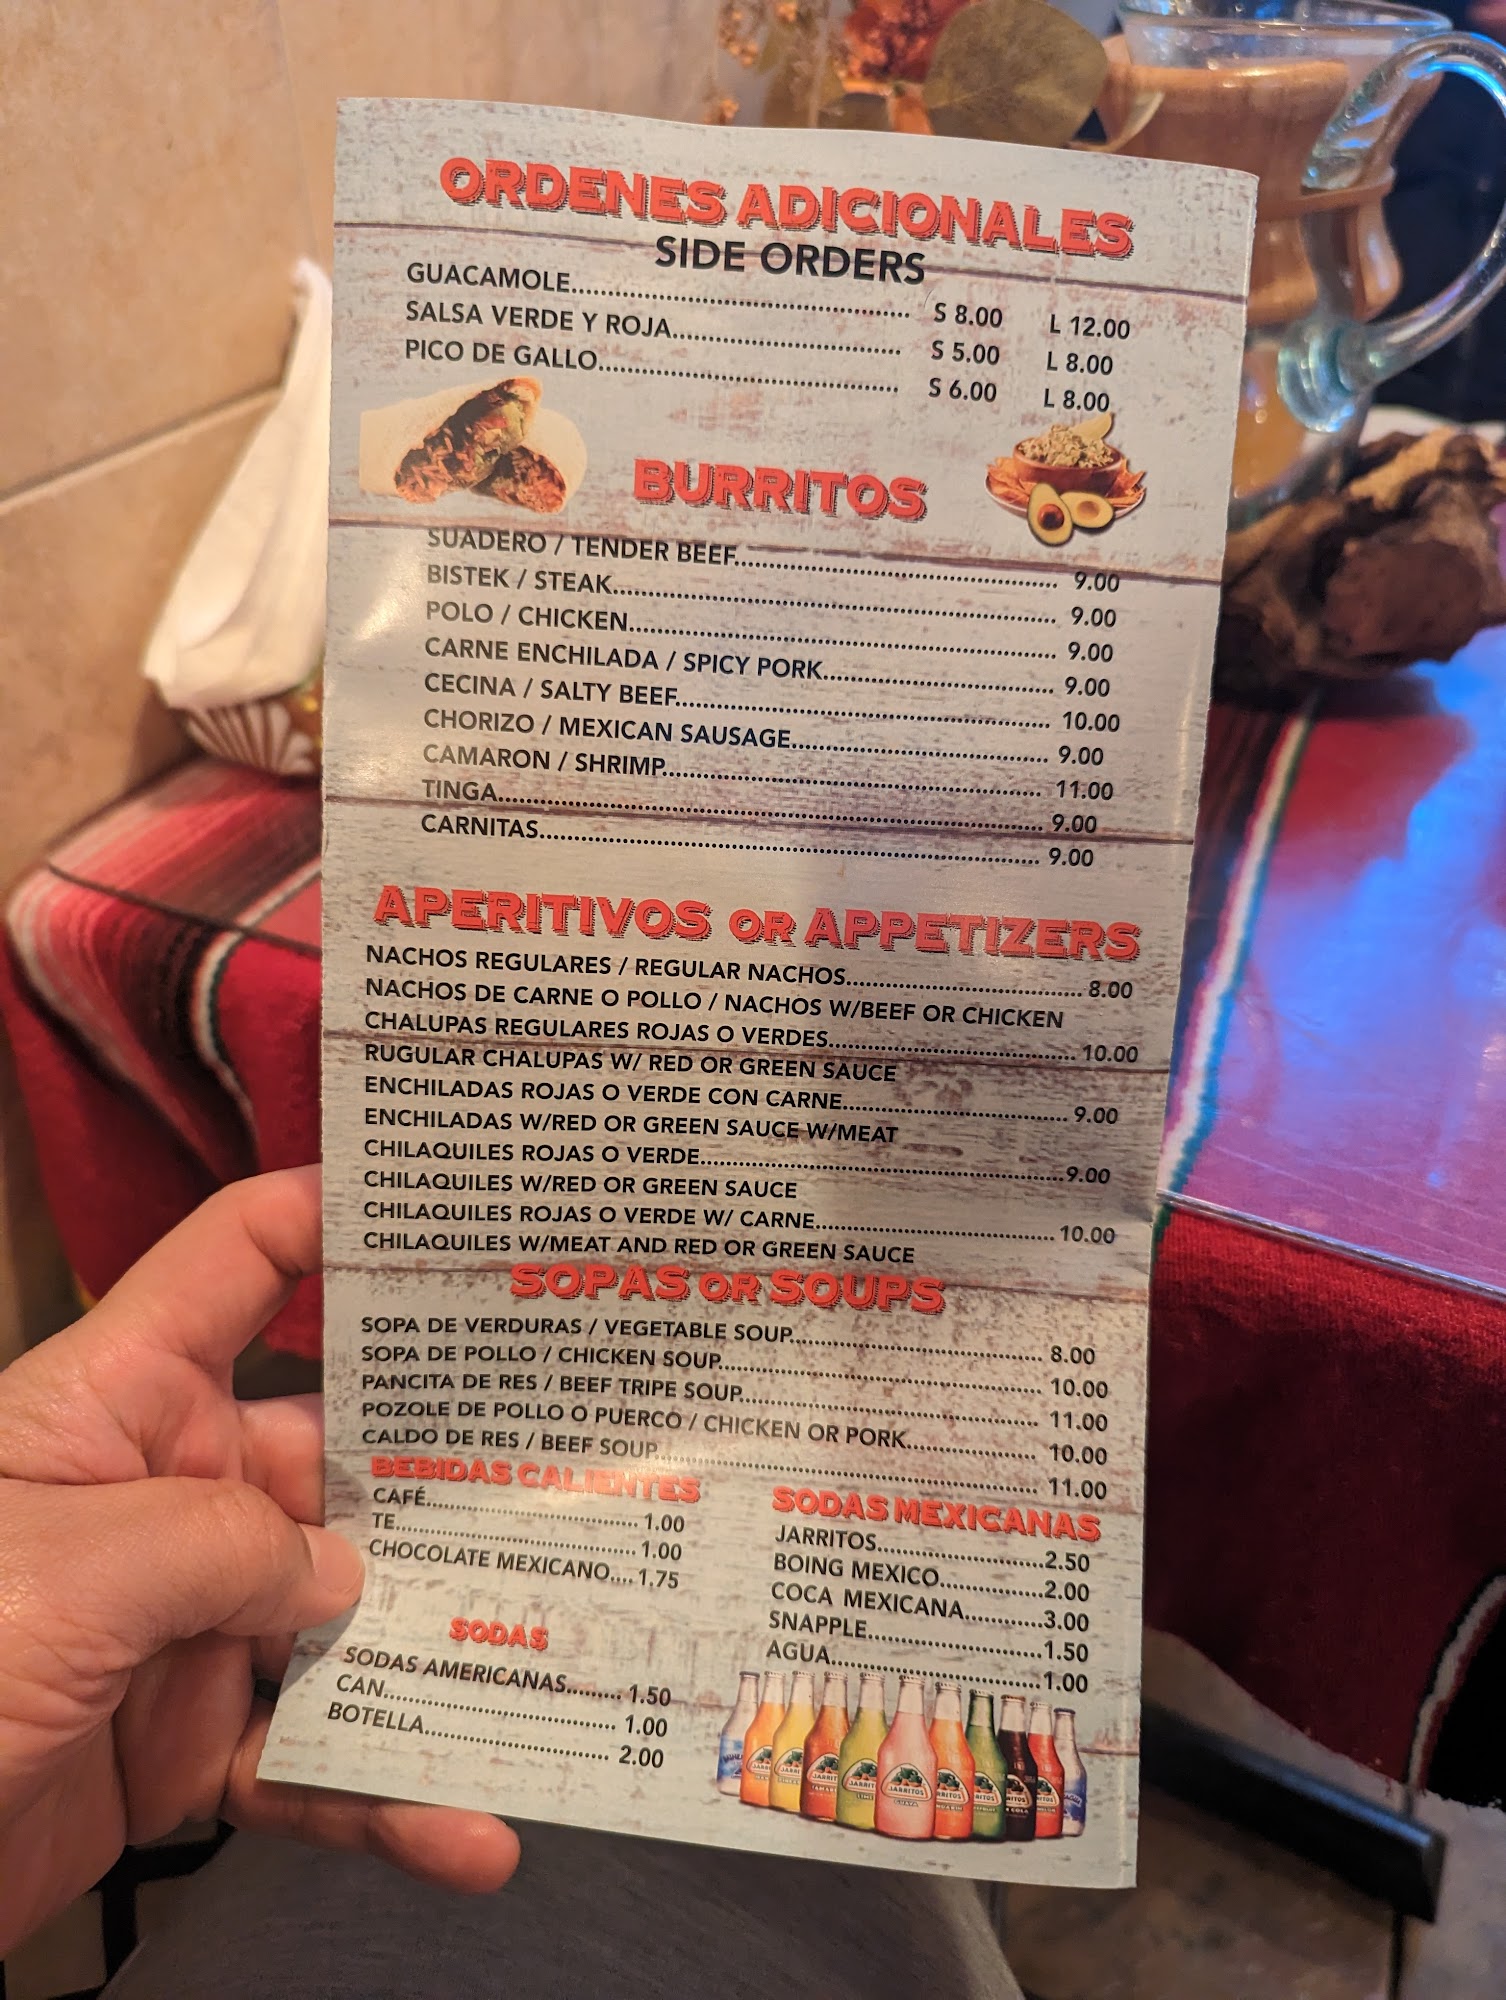 ORDENES ADICIONALES
SIDE ORDERS
GUACAMOLE.................... S 8.00 L 12.00
SALSA VERDE Y ROJA.................... S 5.00 L 8.00
PICO DE GALLO.................... S 6.00 L 8.00
BURRITOS
SUADERO / TENDER BEEF.................... 9.00
BISTEK / STEAK.................... 9.00
POLO / CHICKEN.................... 9.00
CARNE ENCHILADA / SPICY PORK.................... 9.00
CECINA / SALTY BEEF.................... 10.00
CHORIZO / MEXICAN SAUSAGE.................... 9.00
CAMARON / SHRIMP.................... 11.00
TINGA.................... 9.00
CARNITAS.................... 9.00
APERITIVOS OR APPETIZERS
NACHOS REGULARES / REGULAR NACHOS.................... 8.00
NACHOS DE CARNE O POLLO / NACHOS W/BEEF OR CHICKEN
CHALUPAS REGULARES ROJAS O VERDES.................... 10.00
RUGULAR CHALUPAS W/ RED OR GREEN SAUCE
ENCHILADAS ROJAS O VERDE CON CARNE.................... 9.00
ENCHILADAS W/RED OR GREEN SAUCE W/MEAT
CHILAQUILES ROJAS O VERDE.................... 9.00
CHILAQUILES W/RED OR GREEN SAUCE
CHILAQUILES ROJAS O VERDE W/ CARNE.................... 10.00
CHILAQUILES W/MEAT AND RED OR GREEN SAUCE
SOPAS OR SOUPS
SOPA DE VERDURAS / VEGETABLE SOUP.................... 8.00
SOPA DE POLLO / CHICKEN SOUP.................... 10.00
PANCITA DE RES / BEEF TRIPE SOUP.................... 11.00
POZOLE DE POLLO O PUERCO / CHICKEN OR PORK.................... 10.00
CALDO DE RES / BEEF SOUP.................... 11.00
BEBIDAS CALIENTES
CAFÉ.................... 1.00
TE.................... 1.00
CHOCOLATE MEXICANO.... 1.75
SODAS
SODAS AMERICANAS......... 1.50
CAN.................... 1.00
BOTELLA.................... 2.00
SODAS MEXICANAS
JARRITOS....................2.50
BOING MEXICO...............2.00
COCA MEXICANA............3.00
SNAPPLE....................1.50
AGUA....................1.00
JARRITOS
GUAVA